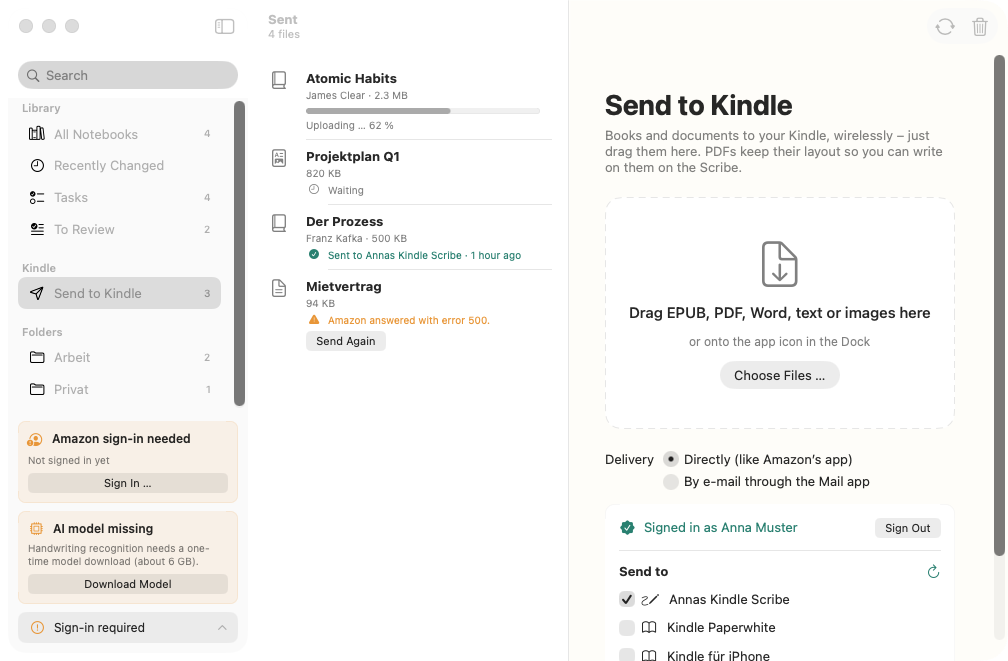 Search
Library
All Notebooks 4
Recently Changed
Tasks 4
To Review 2
Kindle
Send to Kindle 3
Folders
Arbeit 2
Privat 1
Amazon sign-in needed
Not signed in yet
Sign In ...
AI model missing
Handwriting recognition needs a one-
time model download (about 6 GB).
Download Model
Sign-in required
Sent
4 files
Atomic Habits
James Clear · 2.3 MB
Uploading ... 62 %
Projektplan Q1
820 KB
Waiting
Der Prozess
Franz Kafka · 500 KB
Sent to Annas Kindle Scribe · 1 hour ago
Mietvertrag
94 KB
Amazon answered with error 500.
Send Again
Send to Kindle
Books and documents to your Kindle, wirelessly – just
drag them here. PDFs keep their layout so you can write
on them on the Scribe.
Drag EPUB, PDF, Word, text or images here
or onto the app icon in the Dock
Choose Files ...
Delivery Directly (like Amazon’s app)
By e-mail through the Mail app
Signed in as Anna Muster Sign Out
Send to
Annas Kindle Scribe
Kindle Paperwhite
Kindle für iPhone